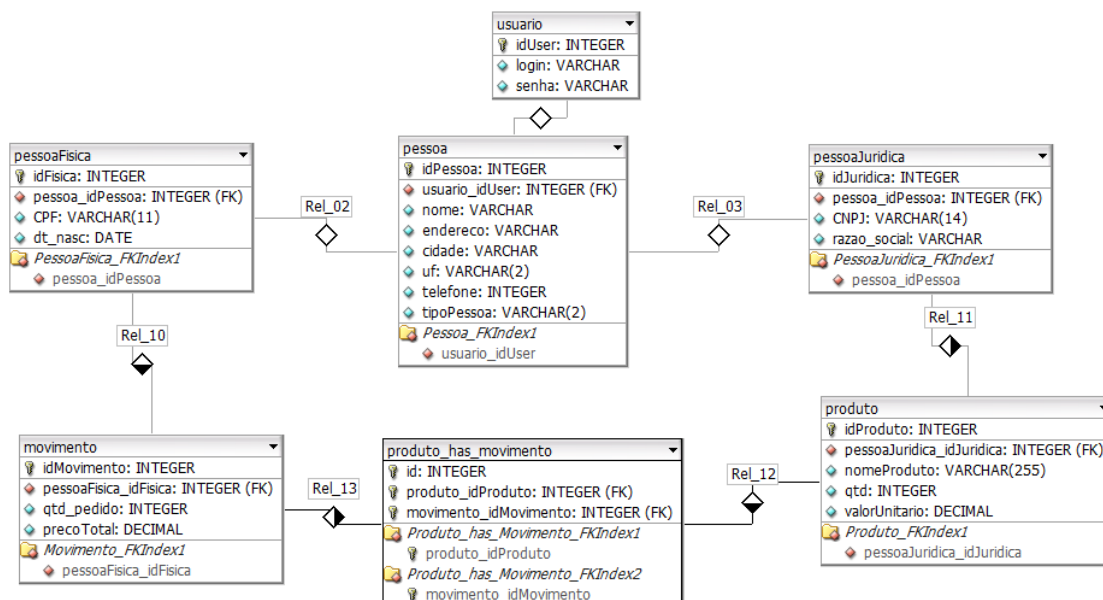 usuario
idUser: INTEGER
login: VARCHAR
senha: VARCHAR
pessoaFisica
idFisica: INTEGER
pessoa_idPessoa: INTEGER (FK)
CPF: VARCHAR(11)
dt_nasc: DATE
PessoaFisica_FKIndex1
pessoa_idPessoa
Rel_02
pessoa
idPessoa: INTEGER
usuario_idUser: INTEGER (FK)
nome: VARCHAR
endereco: VARCHAR
cidade: VARCHAR
uf: VARCHAR(2)
telefone: INTEGER
tipoPessoa: VARCHAR(2)
Pessoa_FKIndex1
usuario_idUser
Rel_03
pessoaJuridica
idJuridica: INTEGER
pessoa_idPessoa: INTEGER (FK)
CNPJ: VARCHAR(14)
razao_social: VARCHAR
PessoaJuridica_FKIndex1
pessoa_idPessoa
Rel_10
Rel_11
movimento
idMovimento: INTEGER
pessoaFisica_idFisica: INTEGER (FK)
qtd_pedido: INTEGER
precoTotal: DECIMAL
Movimento_FKIndex1
pessoaFisica_idFisica
Rel_13
produto_has_movimento
id: INTEGER
produto_idProduto: INTEGER (FK)
movimento_idMovimento: INTEGER (FK)
Produto_has_Movimento_FKIndex1
produto_idProduto
Produto_has_Movimento_FKIndex2
movimento_idMovimento
Rel_12
produto
idProduto: INTEGER
pessoaJuridica_idJuridica: INTEGER (FK)
nomeProduto: VARCHAR(255)
qtd: INTEGER
valorUnitario: DECIMAL
Produto_FKIndex1
pessoaJuridica_idJuridica